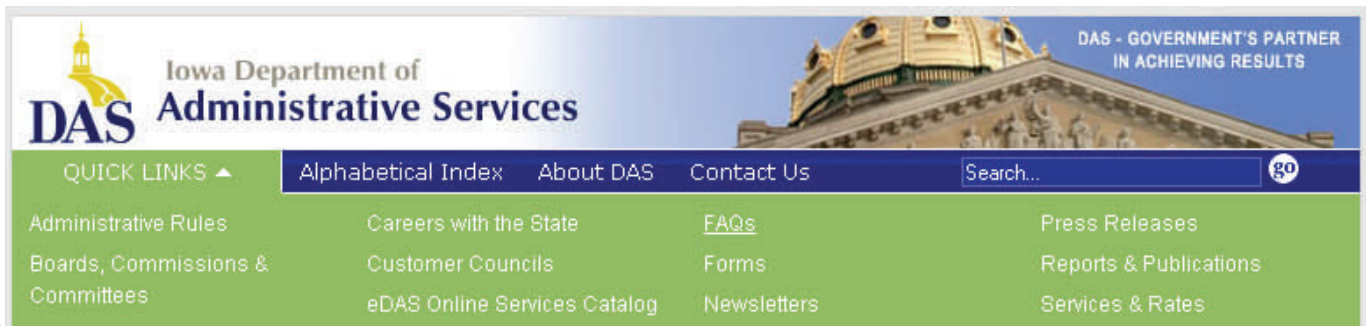 DAS - GOVERNMENT'S PARTNER
IN ACHIEVING RESULTS
Iowa Department of
DAS Administrative Services
QUICK LINKS ▲ Alphabetical Index About DAS Contact Us Search... go
Administrative Rules Careers with the State FAQs Press Releases
Boards, Commissions & Customer Councils Forms Reports & Publications
Committees
eDAS Online Services Catalog Newsletters Services & Rates